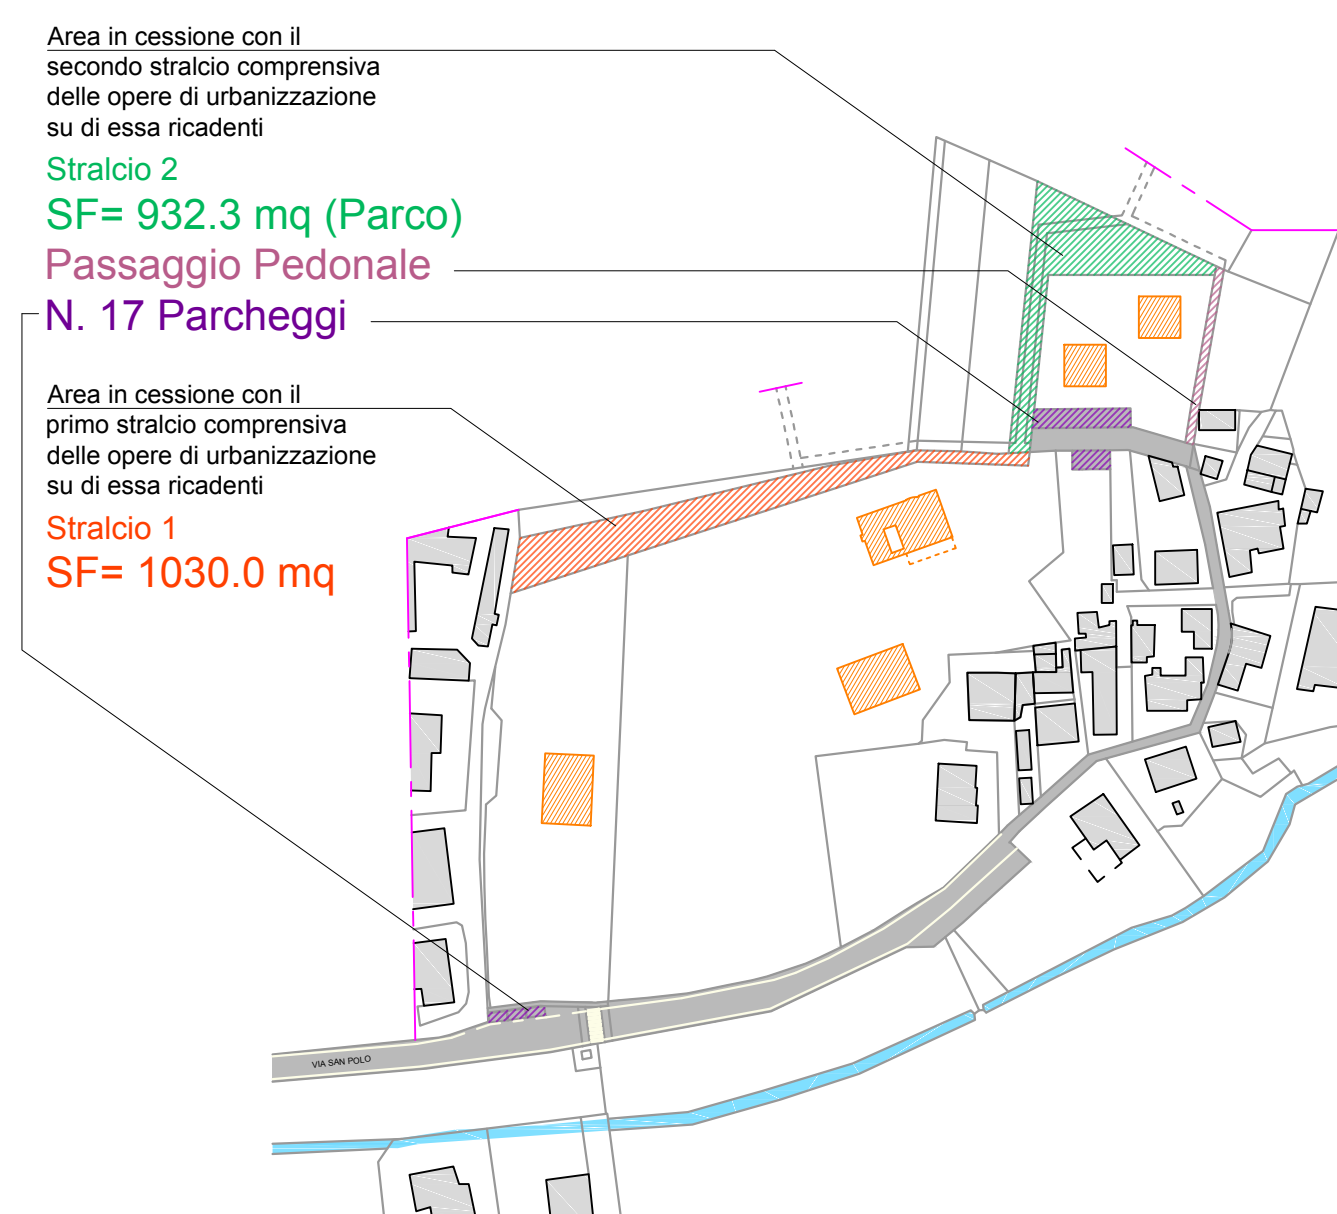 Area in cessione con il
secondo stralcio comprensiva
delle opere di urbanizzazione
su di essa ricadenti
Stralcio 2
SF= 932.3 mq (Parco)
Passaggio Pedonale
N. 17 Parcheggi
Area in cessione con il
primo stralcio comprensiva
delle opere di urbanizzazione
su di essa ricadenti
Stralcio 1
SF= 1030.0 mq
VIA SAN POLO